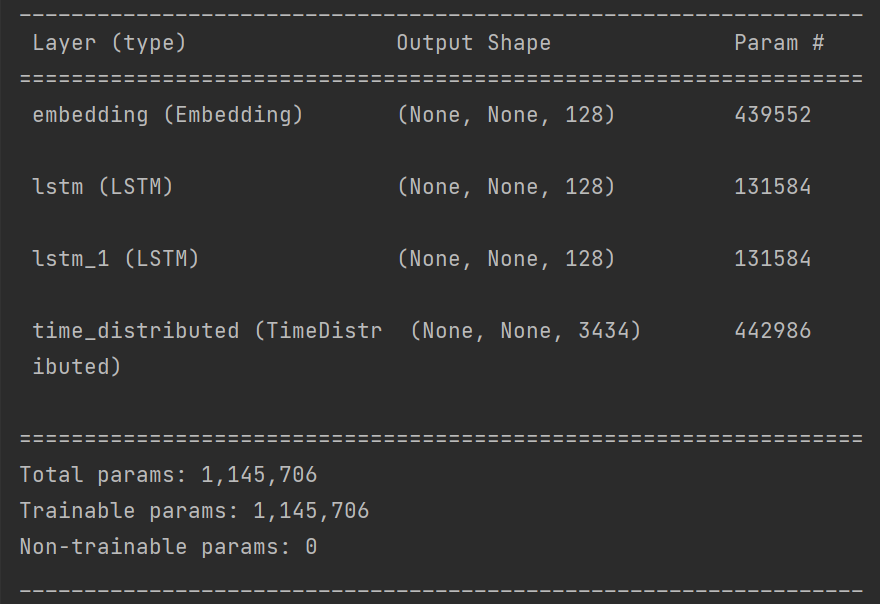 _________________________________________________________________
Layer (type)                Output Shape              Param #
=================================================================
embedding (Embedding)       (None, None, 128)         439552
lstm (LSTM)                 (None, None, 128)         131584
lstm_1 (LSTM)               (None, None, 128)         131584
time_distributed (TimeDistr  (None, None, 3434)       442986
ibuted)
=================================================================
Total params: 1,145,706
Trainable params: 1,145,706
Non-trainable params: 0
_________________________________________________________________